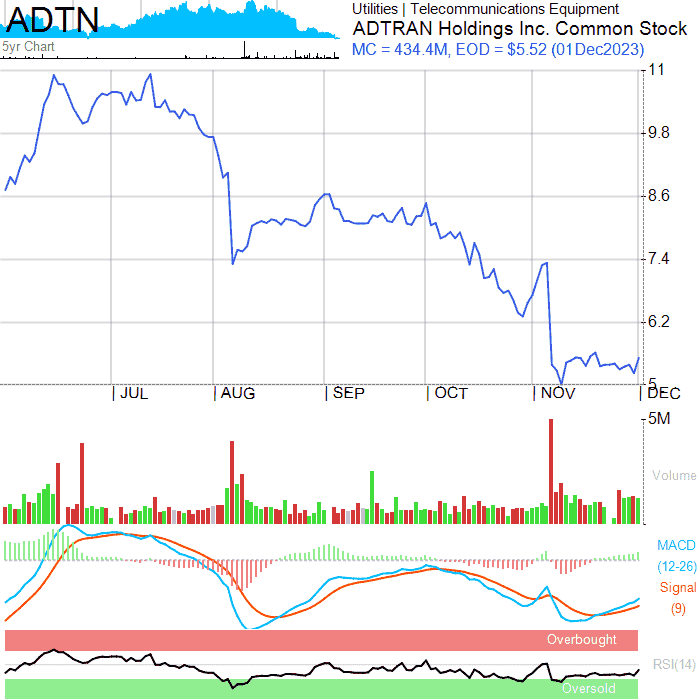 ADTN
Utilities | Telecommunications Equipment
ADTRAN Holdings Inc. Common Stock
5yr Chart
MC = 434.4M, EOD = $5.52 (01Dec2023)
11
9.8
8.6
7.4
6.2
5
| JUL | AUG | SEP | OCT | NOV | DEC
5M
Volume
MACD
(12-26)
Signal
(9)
Overbought
RSI(14)
Oversold